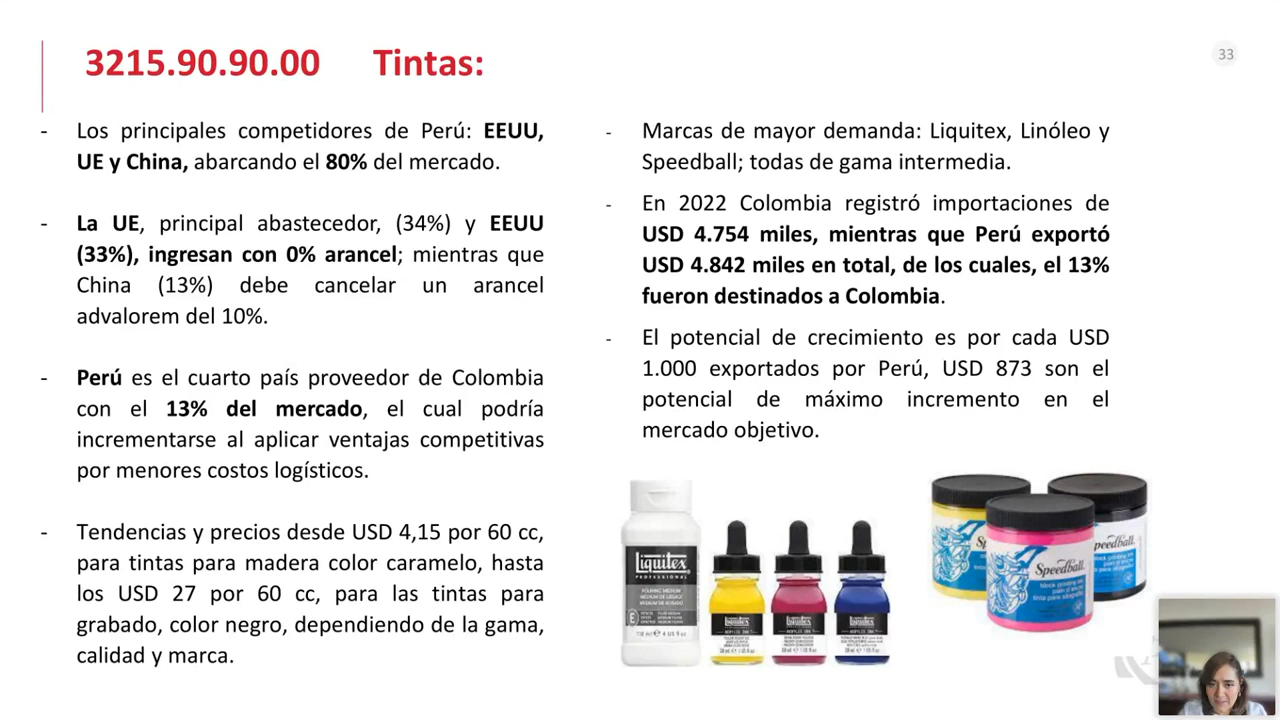 3215.90.90.00 Tintas:
33
- Los principales competidores de Perú: EEUU,
UE y China, abarcando el 80% del mercado.
- La UE, principal abastecedor, (34%) y EEUU
(33%), ingresan con 0% arancel; mientras que
China (13%) debe cancelar un arancel
advalorem del 10%.
- Perú es el cuarto país proveedor de Colombia
con el 13% del mercado, el cual podría
incrementarse al aplicar ventajas competitivas
por menores costos logísticos.
- Tendencias y precios desde USD 4,15 por 60 cc,
para tintas para madera color caramelo, hasta
los USD 27 por 60 cc, para las tintas para
grabado, color negro, dependiendo de la gama,
calidad y marca.
- Marcas de mayor demanda: Liquitex, Linóleo y
Speedball; todas de gama intermedia.
- En 2022 Colombia registró importaciones de
USD 4.754 miles, mientras que Perú exportó
USD 4.842 miles en total, de los cuales, el 13%
fueron destinados a Colombia.
- El potencial de crecimiento es por cada USD
1.000 exportados por Perú, USD 873 son el
potencial de máximo incremento en el
mercado objetivo.
Liquitex
PROFESSIONAL
Speedball